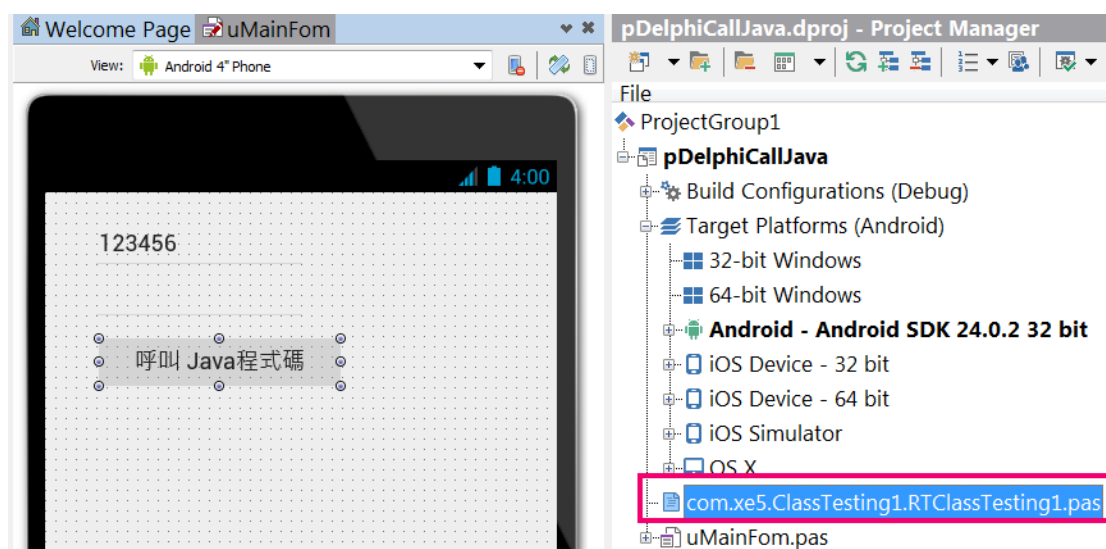 Welcome Page uMainFom
View: Android 4" Phone
4:00
123456
呼叫 Java程式碼
pDelphiCallJava.dproj - Project Manager
File
ProjectGroup1
pDelphiCallJava
Build Configurations (Debug)
Target Platforms (Android)
32-bit Windows
64-bit Windows
Android - Android SDK 24.0.2 32 bit
iOS Device - 32 bit
iOS Device - 64 bit
iOS Simulator
OS X
com.xe5.ClassTesting1.RTClassTesting1.pas
uMainFom.pas